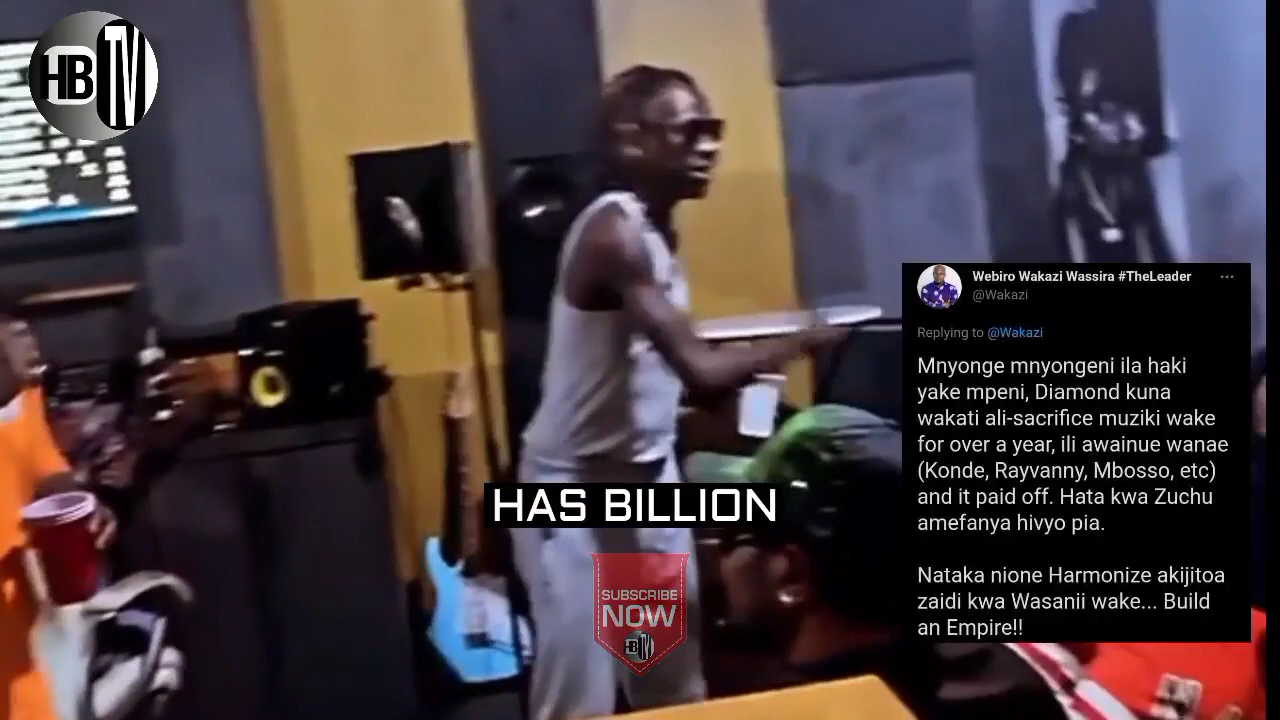 HB TV
Webiro Wakazi Wassira #TheLeader
@Wakazi
Replying to @Wakazi
Mnyonge mnyongeni ila haki
yake mpeni, Diamond kuna
wakati ali-sacrifice muziki wake
for over a year, ili awainue wanae
(Konde, Rayvanny, Mbosso, etc)
and it paid off. Hata kwa Zuchu
amefanya hivyo pia.
Nataka nione Harmonize akijitoa
zaidi kwa Wasanii wake... Build
an Empire!!
HAS BILLION
SUBSCRIBE
NOW
HB TV